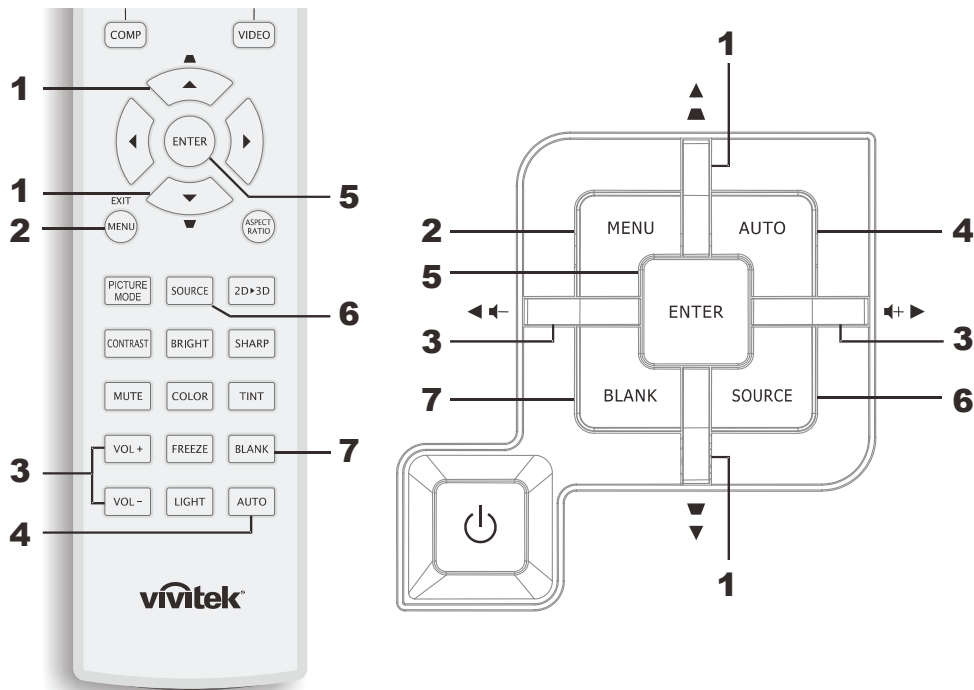 COMP VIDEO
1
ENTER
1
5
EXIT
2 MENU ASPECT
RATIO
PICTURE
MODE SOURCE 2D▸3D
6
CONTRAST BRIGHT SHARP
MUTE COLOR TINT
3
VOL + FREEZE BLANK 7
VOL − LIGHT AUTO
4
vivitek®
1
2 MENU AUTO 4
5
ENTER
− +
3 3
7 BLANK SOURCE 6
1